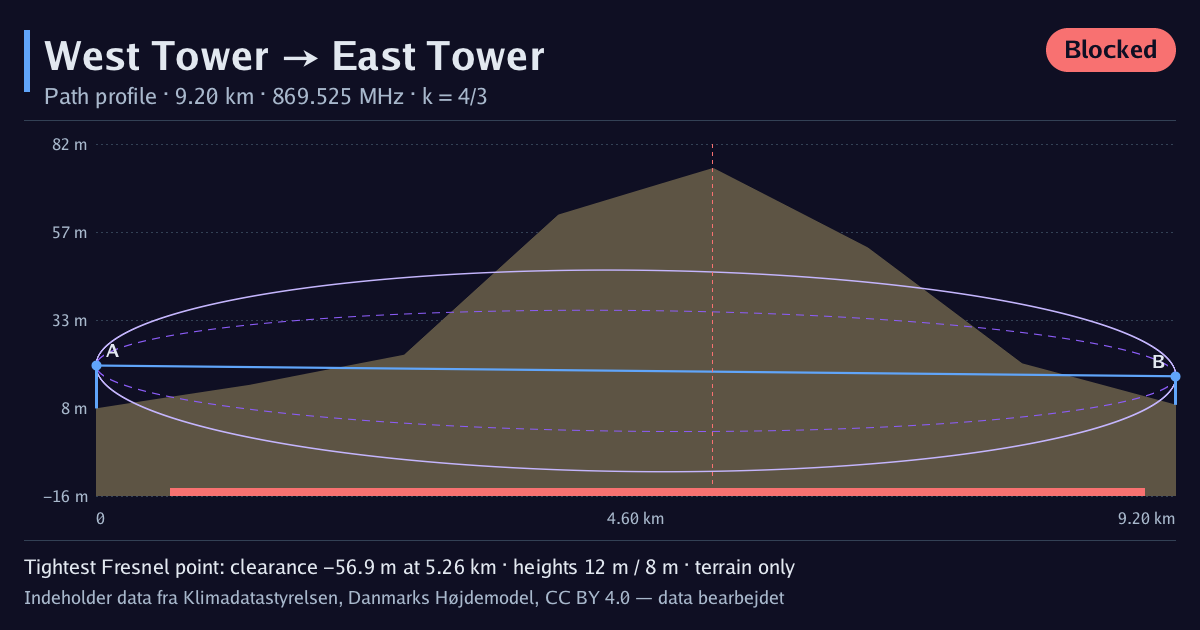 West Tower → East Tower
Blocked
Path profile · 9.20 km · 869.525 MHz · k = 4/3
82 m
57 m
33 m
A
B
8 m
−16 m
0
4.60 km
9.20 km
Tightest Fresnel point: clearance −56.9 m at 5.26 km · heights 12 m / 8 m · terrain only
Indeholder data fra Klimadatastyrelsen, Danmarks Højdemodel, CC BY 4.0 — data bearbejdet